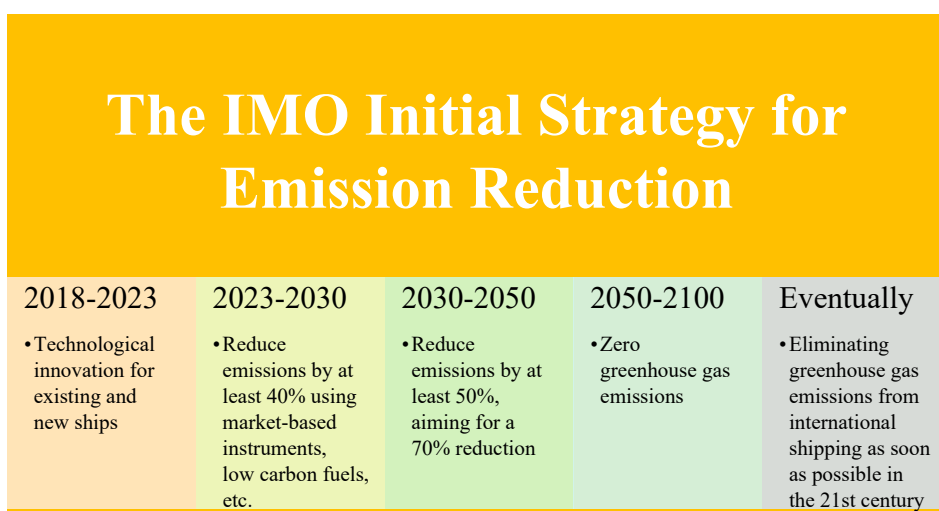 The IMO Initial Strategy for
Emission Reduction
2018-2023
•Technological
innovation for
existing and
new ships
2023-2030
•Reduce
emissions by at
least 40% using
market-based
instruments,
low carbon fuels,
etc.
2030-2050
•Reduce
emissions by at
least 50%,
aiming for a
70% reduction
2050-2100
•Zero
greenhouse gas
emissions
Eventually
•Eliminating
greenhouse gas
emissions from
international
shipping as soon
as possible in
the 21st century